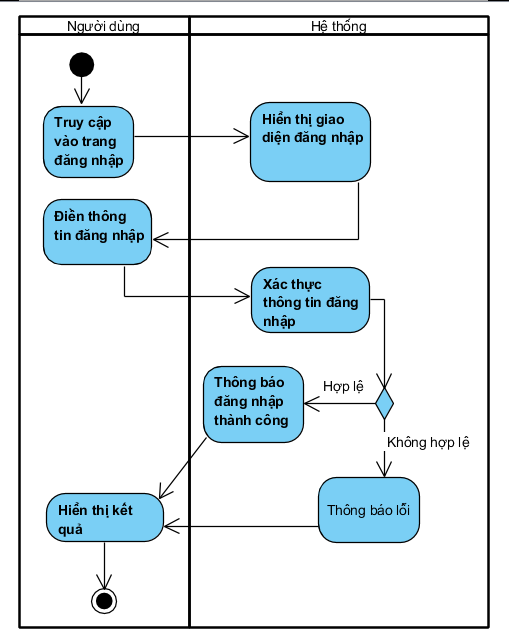 Người dùng
Hệ thống
Truy cập
vào trang
đăng nhập
Hiển thị giao
diện đăng nhập
Điền thông
tin đăng nhập
Xác thực
thông tin đăng
nhập
Thông báo
đăng nhập
thành công
Hợp lệ
Không hợp lệ
Thông báo lỗi
Hiển thị kết
quả